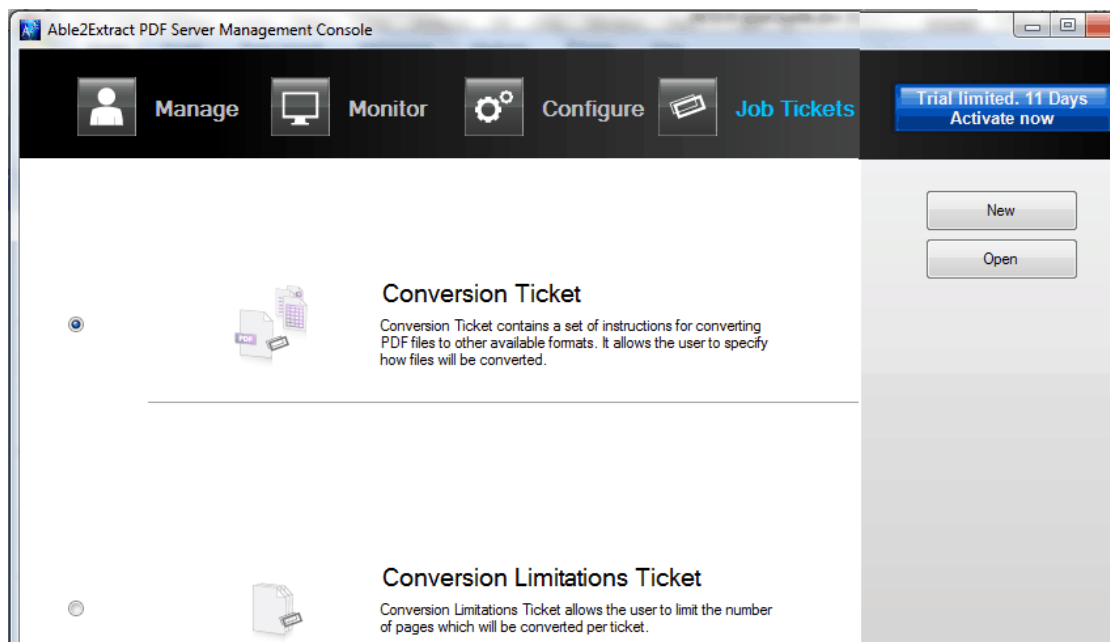 Able2Extract PDF Server Management Console
Manage
Monitor
Configure
Job Tickets
Trial limited. 11 Days
Activate now
New
Open
Conversion Ticket
Conversion Ticket contains a set of instructions for converting
PDF files to other available formats. It allows the user to specify
how files will be converted.
PDF
Conversion Limitations Ticket
Conversion Limitations Ticket allows the user to limit the number
of pages which will be converted per ticket.